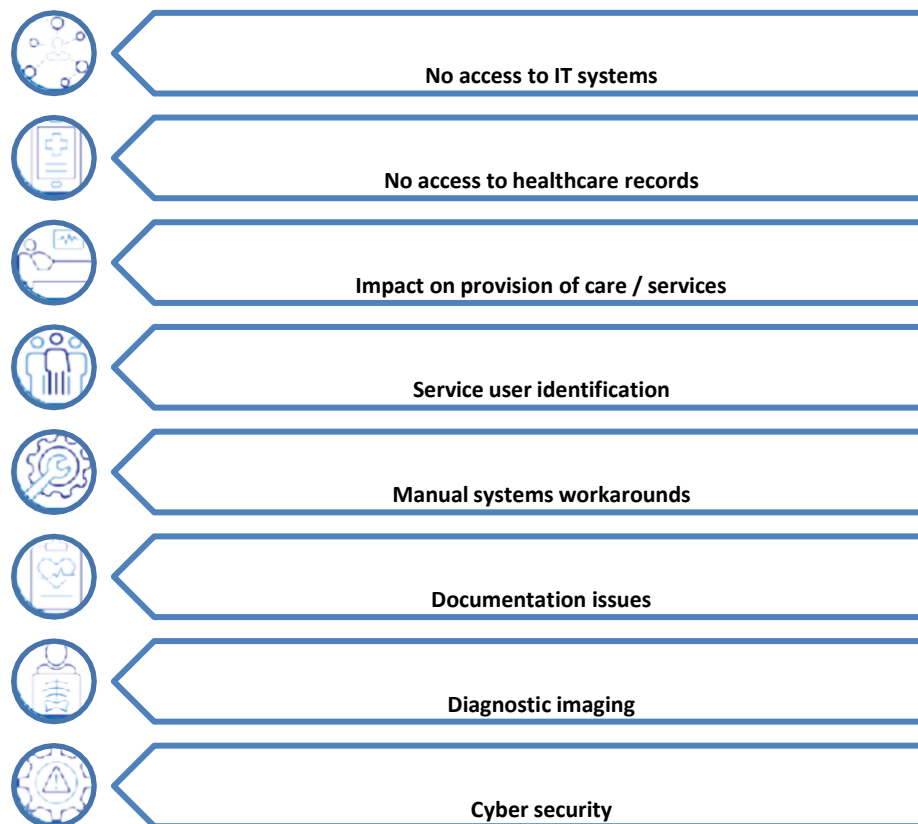 No access to IT systems
No access to healthcare records
Impact on provision of care / services
Service user identification
Manual systems workarounds
Documentation issues
Diagnostic imaging
Cyber security